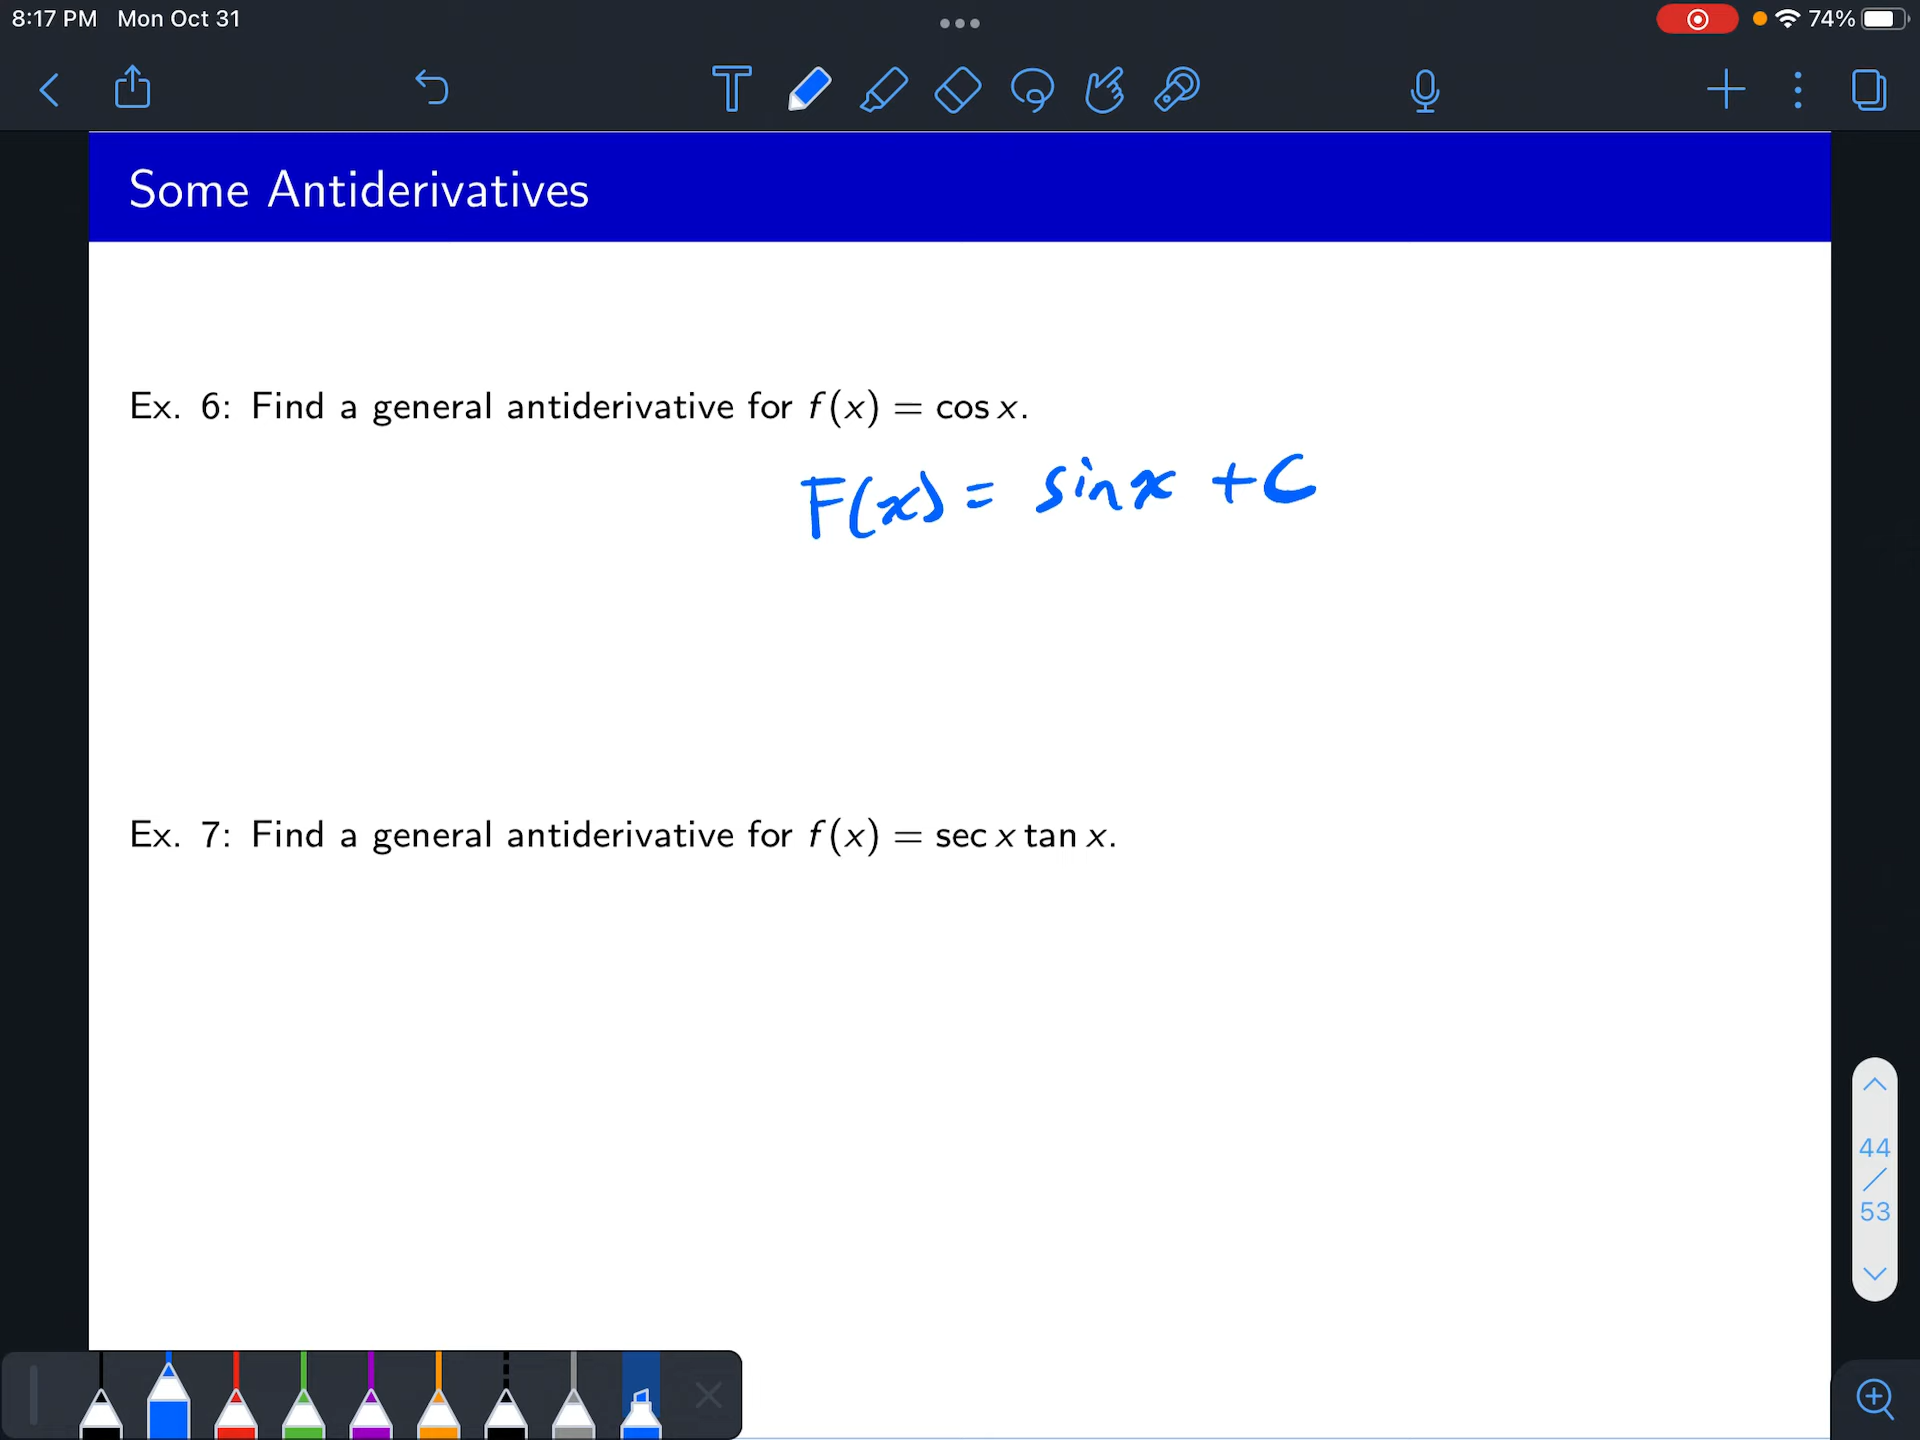 8:17 PM Mon Oct 31
74%
Some Antiderivatives
Ex. 6: Find a general antiderivative for f(x) = cos x.
F(x) = sin x + C
Ex. 7: Find a general antiderivative for f(x) = sec x tan x.
44
/
53